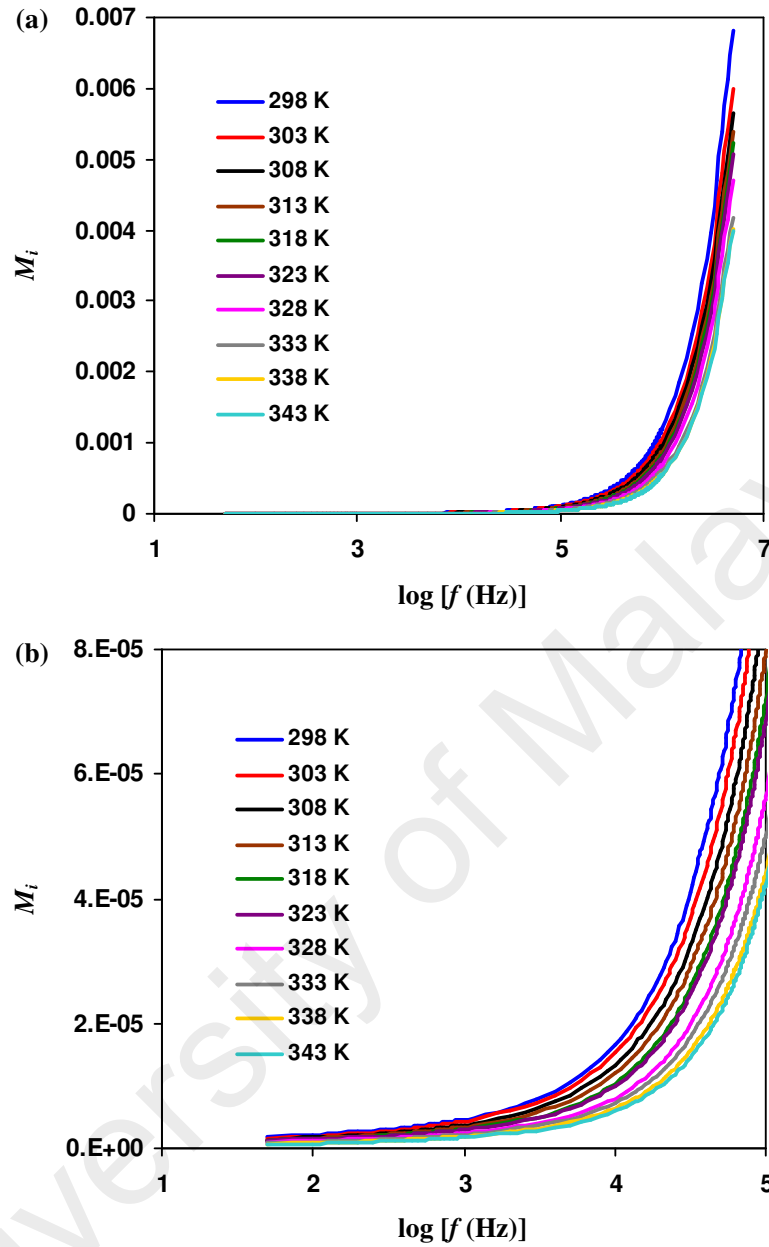 (a)
0.007
0.006
0.005
0.004
0.003
0.002
0.001
0
M_i
298 K
303 K
308 K
313 K
318 K
323 K
328 K
333 K
338 K
343 K
1 3 5 7
log [f (Hz)]
(b)
8.E-05
6.E-05
4.E-05
2.E-05
0.E+00
M_i
298 K
303 K
308 K
313 K
318 K
323 K
328 K
333 K
338 K
343 K
1 2 3 4 5
log [f (Hz)]
versity of Malay